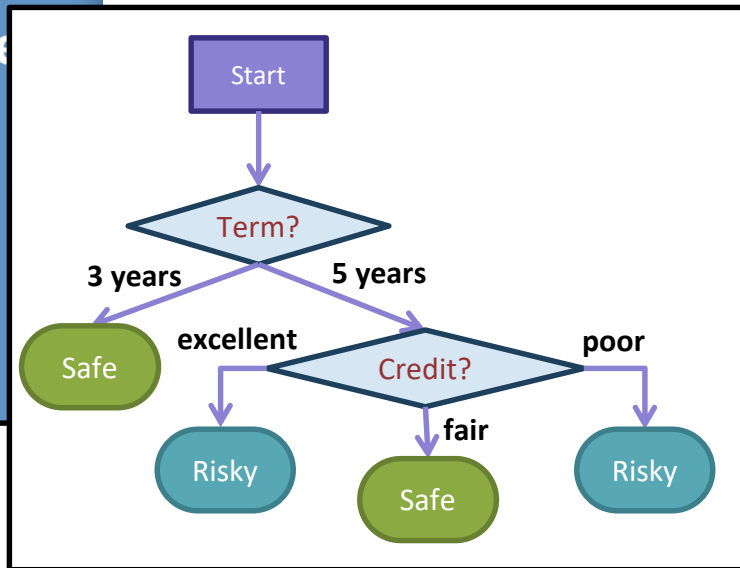 Start
Term?
3 years
5 years
Safe
excellent
Credit?
poor
fair
Risky
Safe
Risky